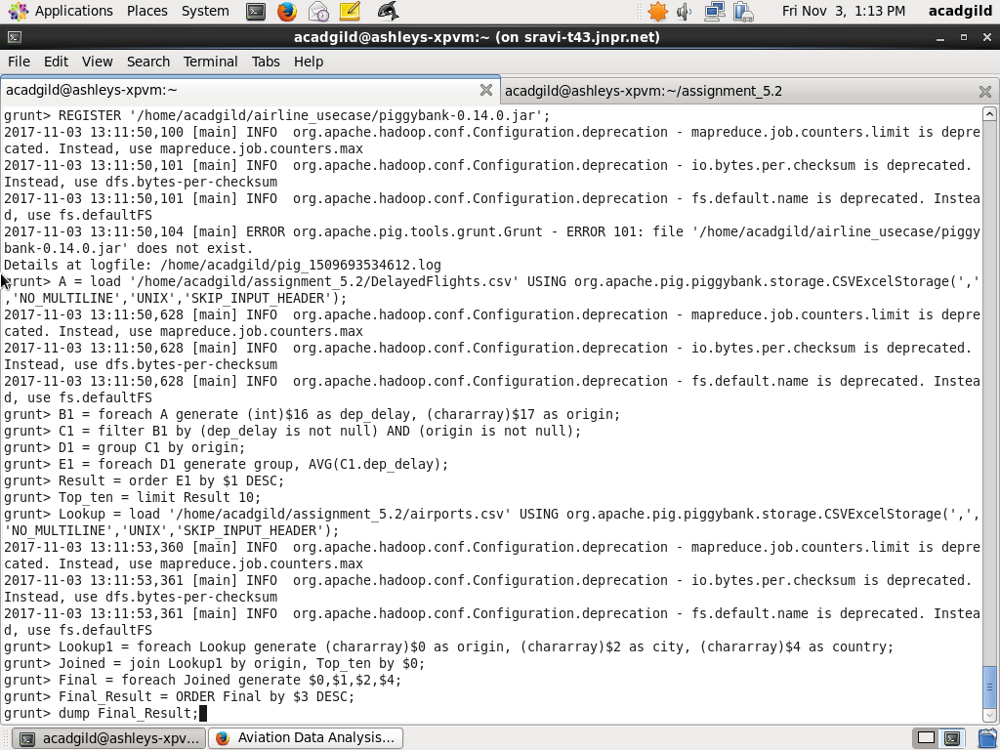 Applications Places System Fri Nov 3, 1:13 PM acadgild
acadgild@ashleys-xpvm:~ (on sravi-t43.jnpr.net)
File Edit View Search Terminal Tabs Help
acadgild@ashleys-xpvm:~ acadgild@ashleys-xpvm:~/assignment_5.2
grunt> REGISTER '/home/acadgild/airline_usecase/piggybank-0.14.0.jar';
2017-11-03 13:11:50,100 [main] INFO  org.apache.hadoop.conf.Configuration.deprecation - mapreduce.job.counters.limit is depre
cated. Instead, use mapreduce.job.counters.max
2017-11-03 13:11:50,101 [main] INFO  org.apache.hadoop.conf.Configuration.deprecation - io.bytes.per.checksum is deprecated.
Instead, use dfs.bytes-per-checksum
2017-11-03 13:11:50,101 [main] INFO  org.apache.hadoop.conf.Configuration.deprecation - fs.default.name is deprecated. Instea
d, use fs.defaultFS
2017-11-03 13:11:50,104 [main] ERROR org.apache.pig.tools.grunt.Grunt - ERROR 101: file '/home/acadgild/airline_usecase/piggy
bank-0.14.0.jar' does not exist.
Details at logfile: /home/acadgild/pig_1509693534612.log
grunt> A = load '/home/acadgild/assignment_5.2/DelayedFlights.csv' USING org.apache.pig.piggybank.storage.CSVExcelStorage(','
,'NO_MULTILINE','UNIX','SKIP_INPUT_HEADER');
2017-11-03 13:11:50,628 [main] INFO  org.apache.hadoop.conf.Configuration.deprecation - mapreduce.job.counters.limit is depre
cated. Instead, use mapreduce.job.counters.max
2017-11-03 13:11:50,628 [main] INFO  org.apache.hadoop.conf.Configuration.deprecation - io.bytes.per.checksum is deprecated.
Instead, use dfs.bytes-per-checksum
2017-11-03 13:11:50,628 [main] INFO  org.apache.hadoop.conf.Configuration.deprecation - fs.default.name is deprecated. Instea
d, use fs.defaultFS
grunt> B1 = foreach A generate (int)$16 as dep_delay, (chararray)$17 as origin;
grunt> C1 = filter B1 by (dep_delay is not null) AND (origin is not null);
grunt> D1 = group C1 by origin;
grunt> E1 = foreach D1 generate group, AVG(C1.dep_delay);
grunt> Result = order E1 by $1 DESC;
grunt> Top_ten = limit Result 10;
grunt> Lookup = load '/home/acadgild/assignment_5.2/airports.csv' USING org.apache.pig.piggybank.storage.CSVExcelStorage(',',
'NO_MULTILINE','UNIX','SKIP_INPUT_HEADER');
2017-11-03 13:11:53,360 [main] INFO  org.apache.hadoop.conf.Configuration.deprecation - mapreduce.job.counters.limit is depre
cated. Instead, use mapreduce.job.counters.max
2017-11-03 13:11:53,361 [main] INFO  org.apache.hadoop.conf.Configuration.deprecation - io.bytes.per.checksum is deprecated.
Instead, use dfs.bytes-per-checksum
2017-11-03 13:11:53,361 [main] INFO  org.apache.hadoop.conf.Configuration.deprecation - fs.default.name is deprecated. Instea
d, use fs.defaultFS
grunt> Lookup1 = foreach Lookup generate (chararray)$0 as origin, (chararray)$2 as city, (chararray)$4 as country;
grunt> Joined = join Lookup1 by origin, Top_ten by $0;
grunt> Final = foreach Joined generate $0,$1,$2,$4;
grunt> Final_Result = ORDER Final by $3 DESC;
grunt> dump Final_Result;
acadgild@ashleys-xpv... Aviation Data Analysis...